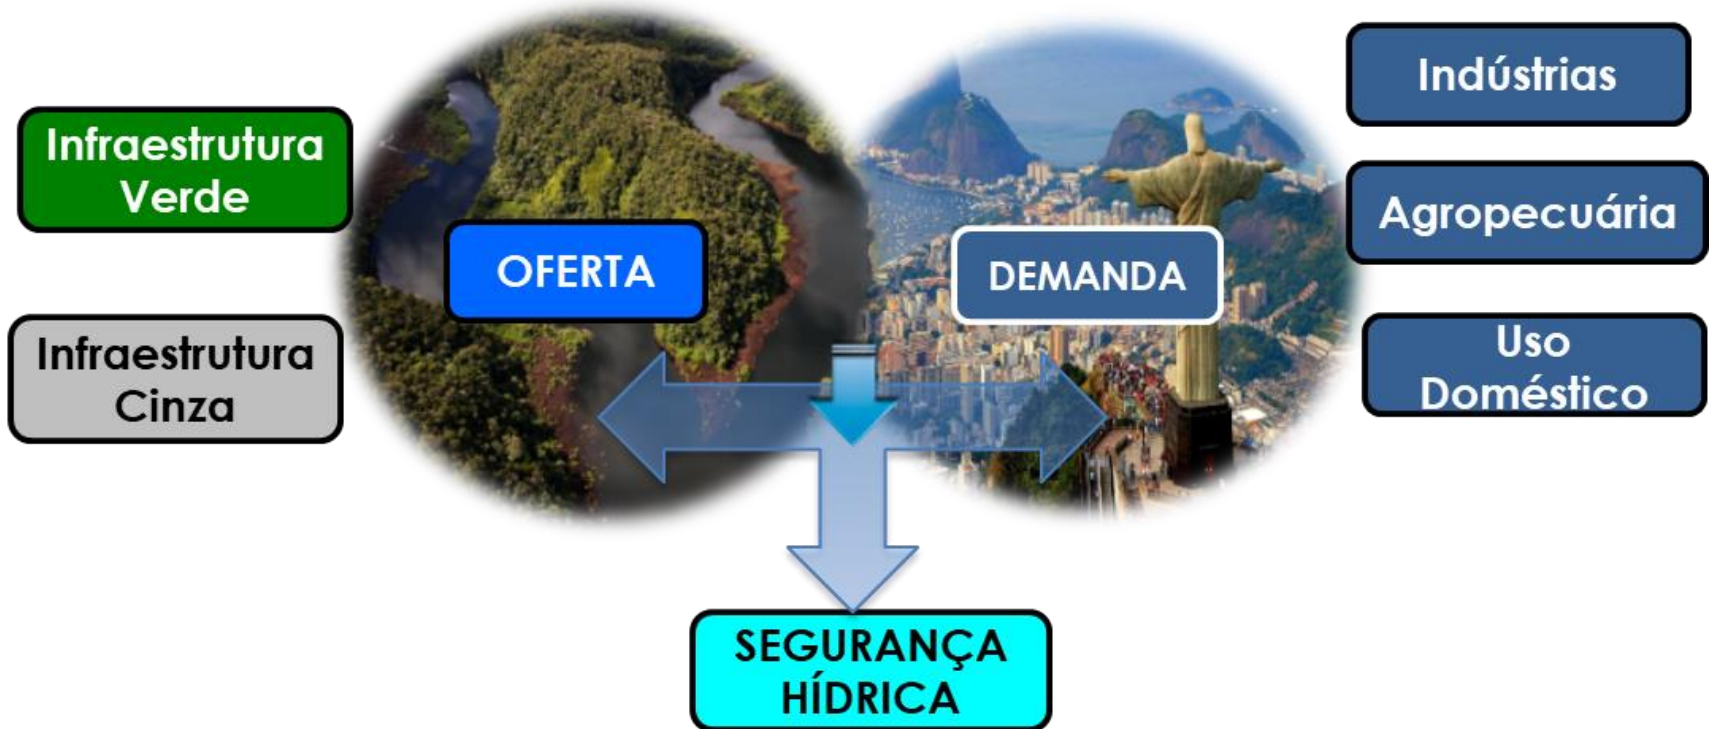 Infraestrutura
Verde
Infraestrutura
Cinza
OFERTA
DEMANDA
Indústrias
Agropecuária
Uso
Doméstico
SEGURANÇA
HÍDRICA